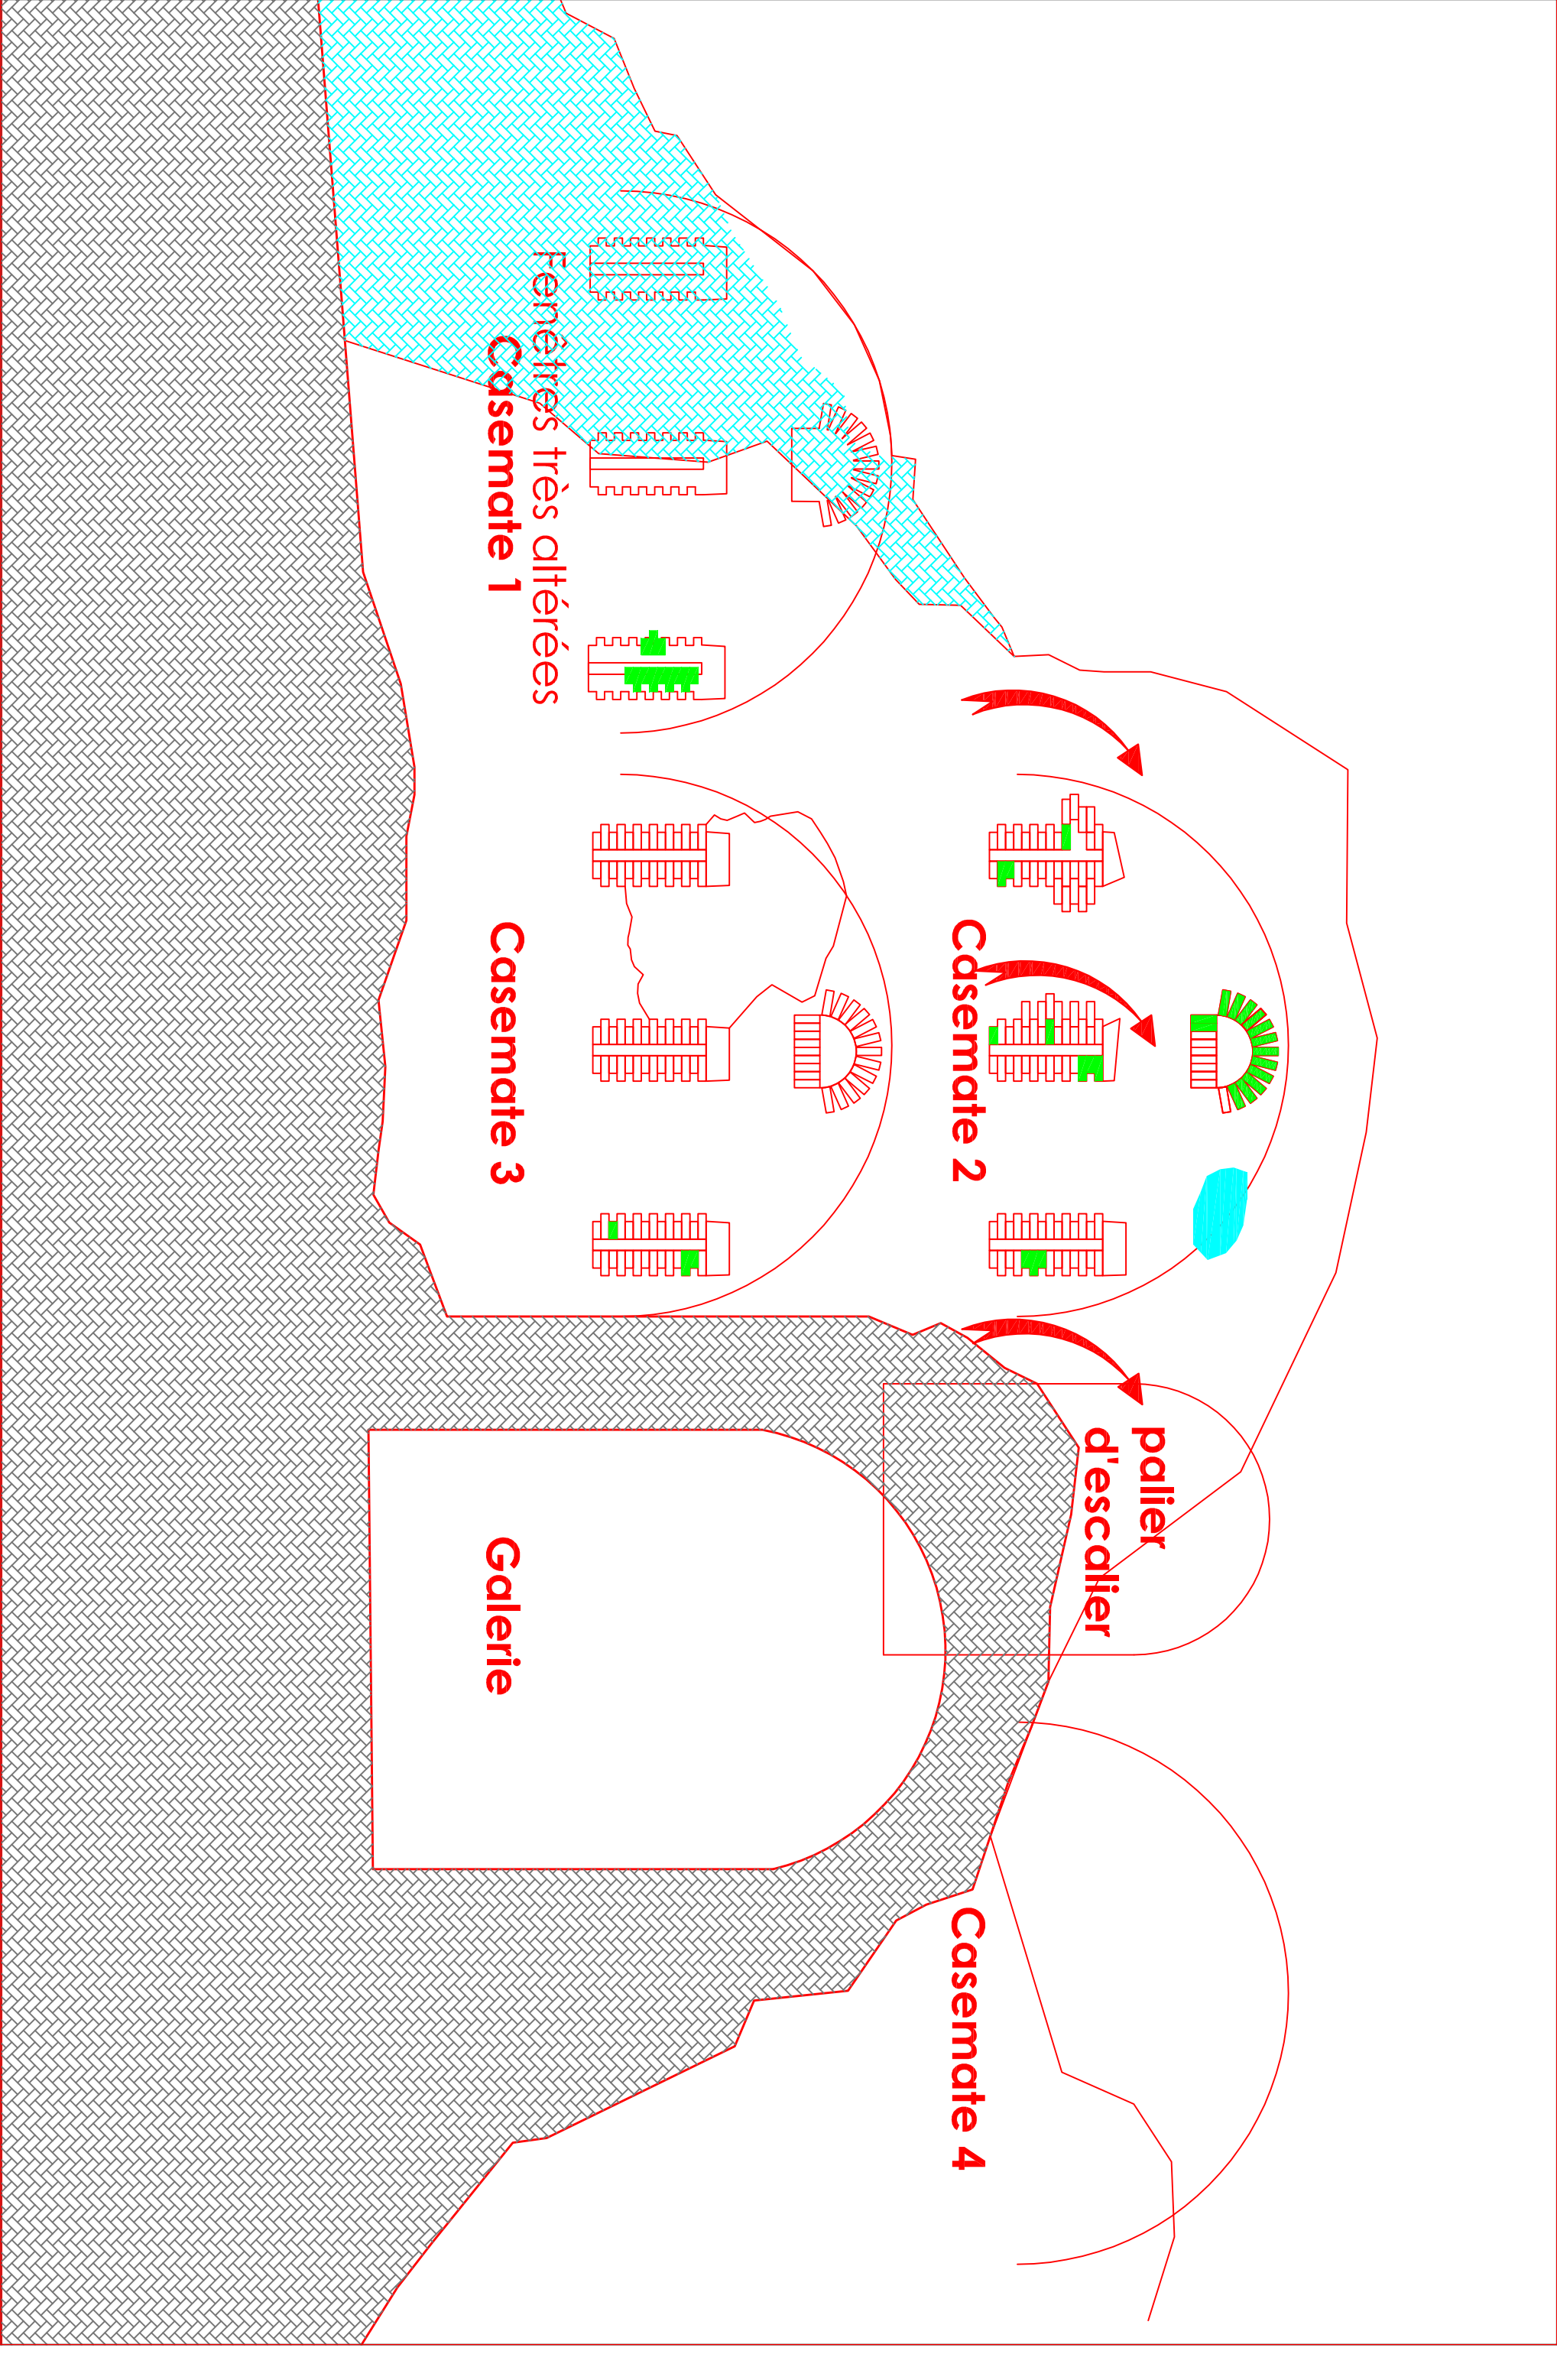 palier
d'escalier
Casemate 2
Casemate 4
Fenêtres très altérées
Casemate 1
Casemate 3
Galerie